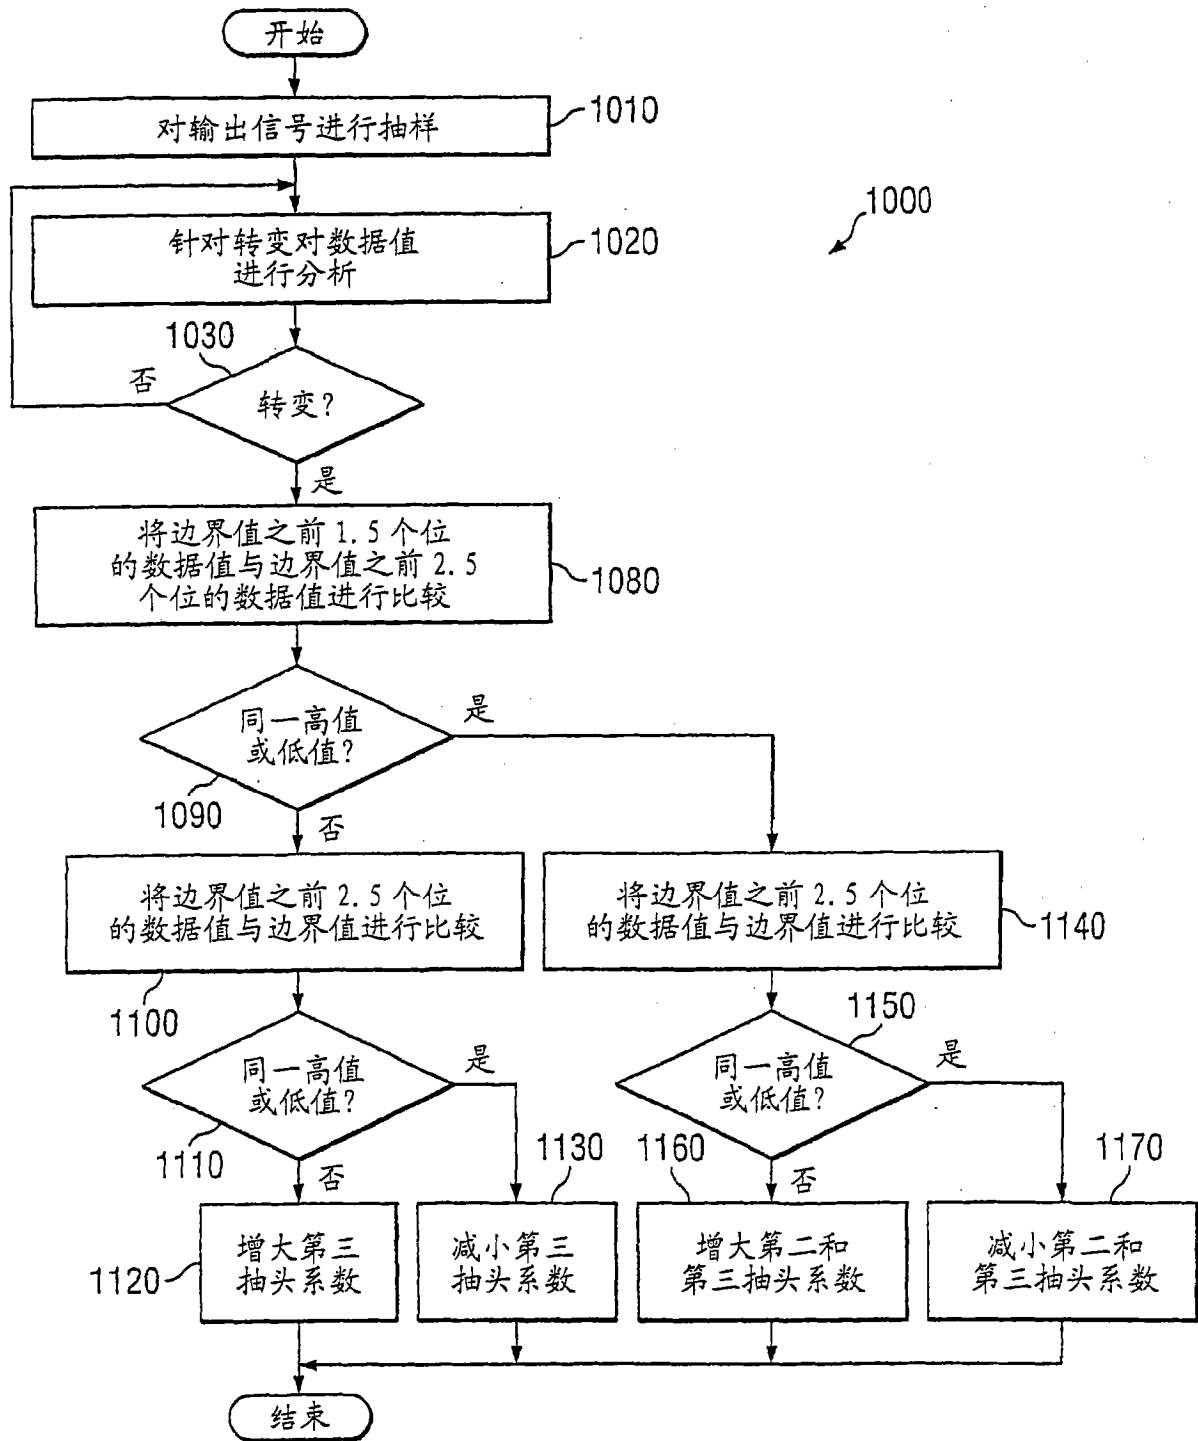 开始
对输出信号进行抽样
1010
1000
针对转变对数据值
进行分析
1020
1030
否
转变?
是
将边界值之前1.5个位
的数据值与边界值之前2.5
个位的数据值进行比较
1080
同一高值
或低值?
是
1090
否
将边界值之前2.5个位
的数据值与边界值进行比较
1100
将边界值之前2.5个位
的数据值与边界值进行比较
1140
同一高值
或低值?
是
1110
否
1150
同一高值
或低值?
是
否
1130
1160
1170
增大第三
抽头系数
1120
减小第三
抽头系数
增大第二和
第三抽头系数
减小第二和
第三抽头系数
结束